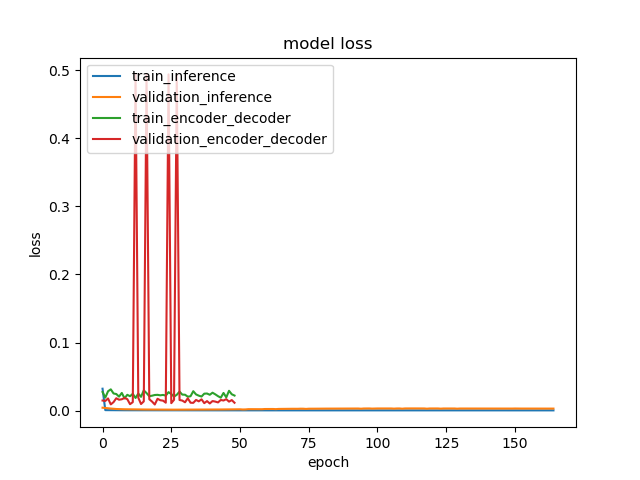 model loss
train_inference
validation_inference
train_encoder_decoder
validation_encoder_decoder
0.5
0.4
0.3
0.2
0.1
0.0
loss
0 25 50 75 100 125 150
epoch